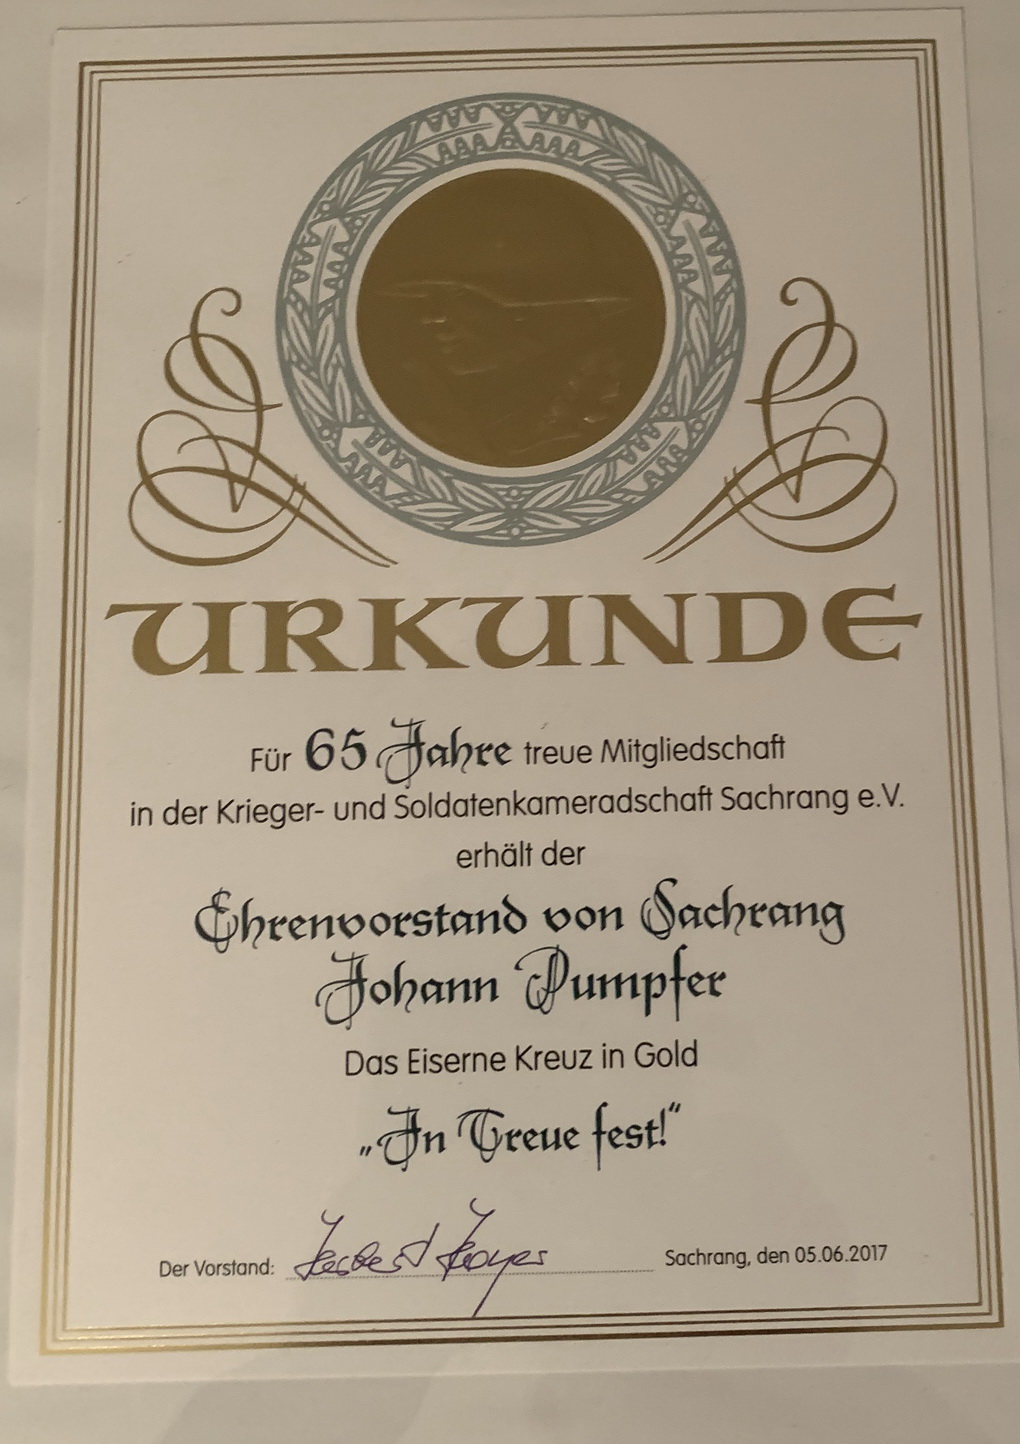 URKUNDE
Für 65 Jahre treue Mitgliedschaft
in der Krieger- und Soldatenkameradschaft Sachrang e.V.
erhält der
Ehrenvorstand von Sachrang
Johann Pumpfer
Das Eiserne Kreuz in Gold
„In Treue fest!“
Der Vorstand:
Sachrang, den 05.06.2017